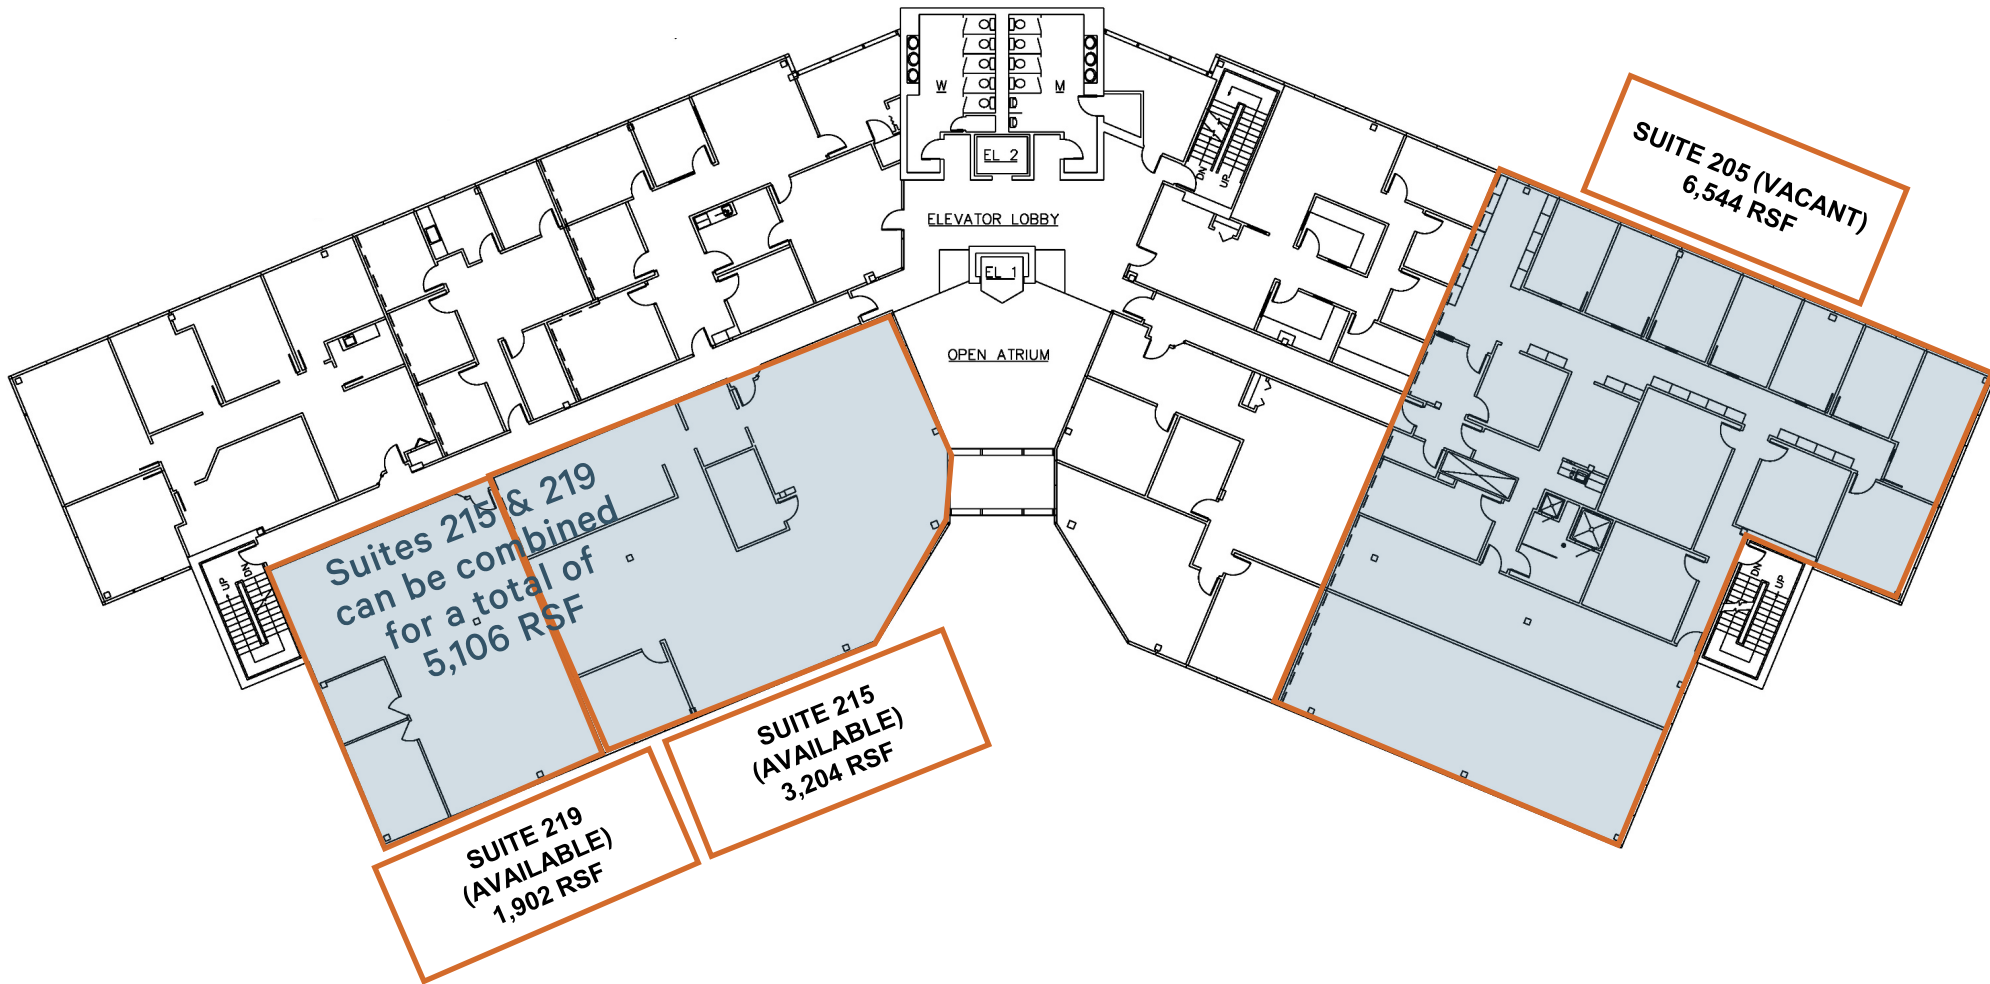 W
M
EL 2
DN
UP
ELEVATOR LOBBY
EL 1
OPEN ATRIUM
SUITE 205 (VACANT)
6,544 RSF
Suites 215 & 219
can be combined
for a total of
5,106 RSF
UP
DN
DN
UP
SUITE 215
(AVAILABLE)
3,204 RSF
SUITE 219
(AVAILABLE)
1,902 RSF